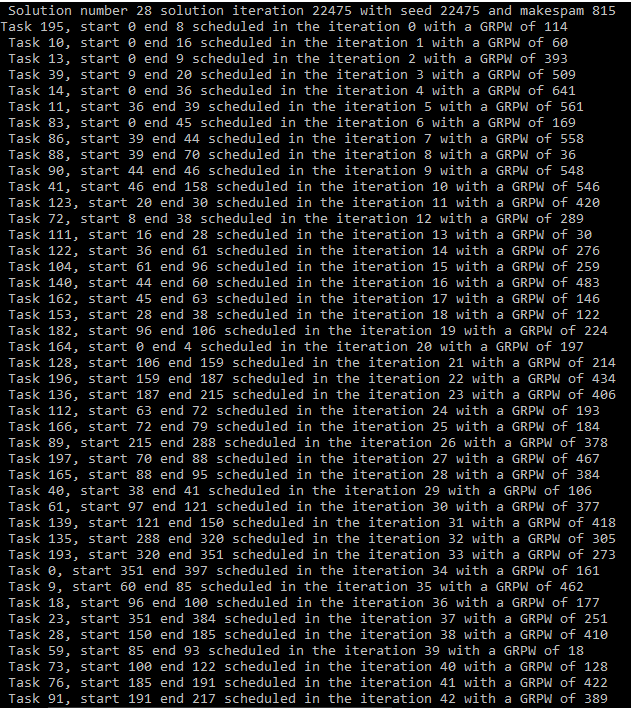 Solution number 28 solution iteration 22475 with seed 22475 and makespam 815
Task 195, start 0 end 8 scheduled in the iteration 0 with a GRPW of 114
Task 10, start 0 end 16 scheduled in the iteration 1 with a GRPW of 60
Task 13, start 0 end 9 scheduled in the iteration 2 with a GRPW of 393
Task 39, start 9 end 20 scheduled in the iteration 3 with a GRPW of 509
Task 14, start 0 end 36 scheduled in the iteration 4 with a GRPW of 641
Task 11, start 36 end 39 scheduled in the iteration 5 with a GRPW of 561
Task 83, start 0 end 45 scheduled in the iteration 6 with a GRPW of 169
Task 86, start 39 end 44 scheduled in the iteration 7 with a GRPW of 558
Task 88, start 39 end 70 scheduled in the iteration 8 with a GRPW of 36
Task 90, start 44 end 46 scheduled in the iteration 9 with a GRPW of 548
Task 41, start 46 end 158 scheduled in the iteration 10 with a GRPW of 546
Task 123, start 20 end 30 scheduled in the iteration 11 with a GRPW of 420
Task 72, start 8 end 38 scheduled in the iteration 12 with a GRPW of 289
Task 111, start 16 end 28 scheduled in the iteration 13 with a GRPW of 30
Task 122, start 36 end 61 scheduled in the iteration 14 with a GRPW of 276
Task 104, start 61 end 96 scheduled in the iteration 15 with a GRPW of 259
Task 140, start 44 end 60 scheduled in the iteration 16 with a GRPW of 483
Task 162, start 45 end 63 scheduled in the iteration 17 with a GRPW of 146
Task 153, start 28 end 38 scheduled in the iteration 18 with a GRPW of 122
Task 182, start 96 end 106 scheduled in the iteration 19 with a GRPW of 224
Task 164, start 0 end 4 scheduled in the iteration 20 with a GRPW of 197
Task 128, start 106 end 159 scheduled in the iteration 21 with a GRPW of 214
Task 196, start 159 end 187 scheduled in the iteration 22 with a GRPW of 434
Task 136, start 187 end 215 scheduled in the iteration 23 with a GRPW of 406
Task 112, start 63 end 72 scheduled in the iteration 24 with a GRPW of 193
Task 166, start 72 end 79 scheduled in the iteration 25 with a GRPW of 184
Task 89, start 215 end 288 scheduled in the iteration 26 with a GRPW of 378
Task 197, start 70 end 88 scheduled in the iteration 27 with a GRPW of 467
Task 165, start 88 end 95 scheduled in the iteration 28 with a GRPW of 384
Task 40, start 38 end 41 scheduled in the iteration 29 with a GRPW of 106
Task 61, start 97 end 121 scheduled in the iteration 30 with a GRPW of 377
Task 139, start 121 end 150 scheduled in the iteration 31 with a GRPW of 418
Task 135, start 288 end 320 scheduled in the iteration 32 with a GRPW of 305
Task 193, start 320 end 351 scheduled in the iteration 33 with a GRPW of 273
Task 0, start 351 end 397 scheduled in the iteration 34 with a GRPW of 161
Task 9, start 60 end 85 scheduled in the iteration 35 with a GRPW of 462
Task 18, start 96 end 100 scheduled in the iteration 36 with a GRPW of 177
Task 23, start 351 end 384 scheduled in the iteration 37 with a GRPW of 251
Task 28, start 150 end 185 scheduled in the iteration 38 with a GRPW of 410
Task 59, start 85 end 93 scheduled in the iteration 39 with a GRPW of 18
Task 73, start 100 end 122 scheduled in the iteration 40 with a GRPW of 128
Task 76, start 185 end 191 scheduled in the iteration 41 with a GRPW of 422
Task 91, start 191 end 217 scheduled in the iteration 42 with a GRPW of 389